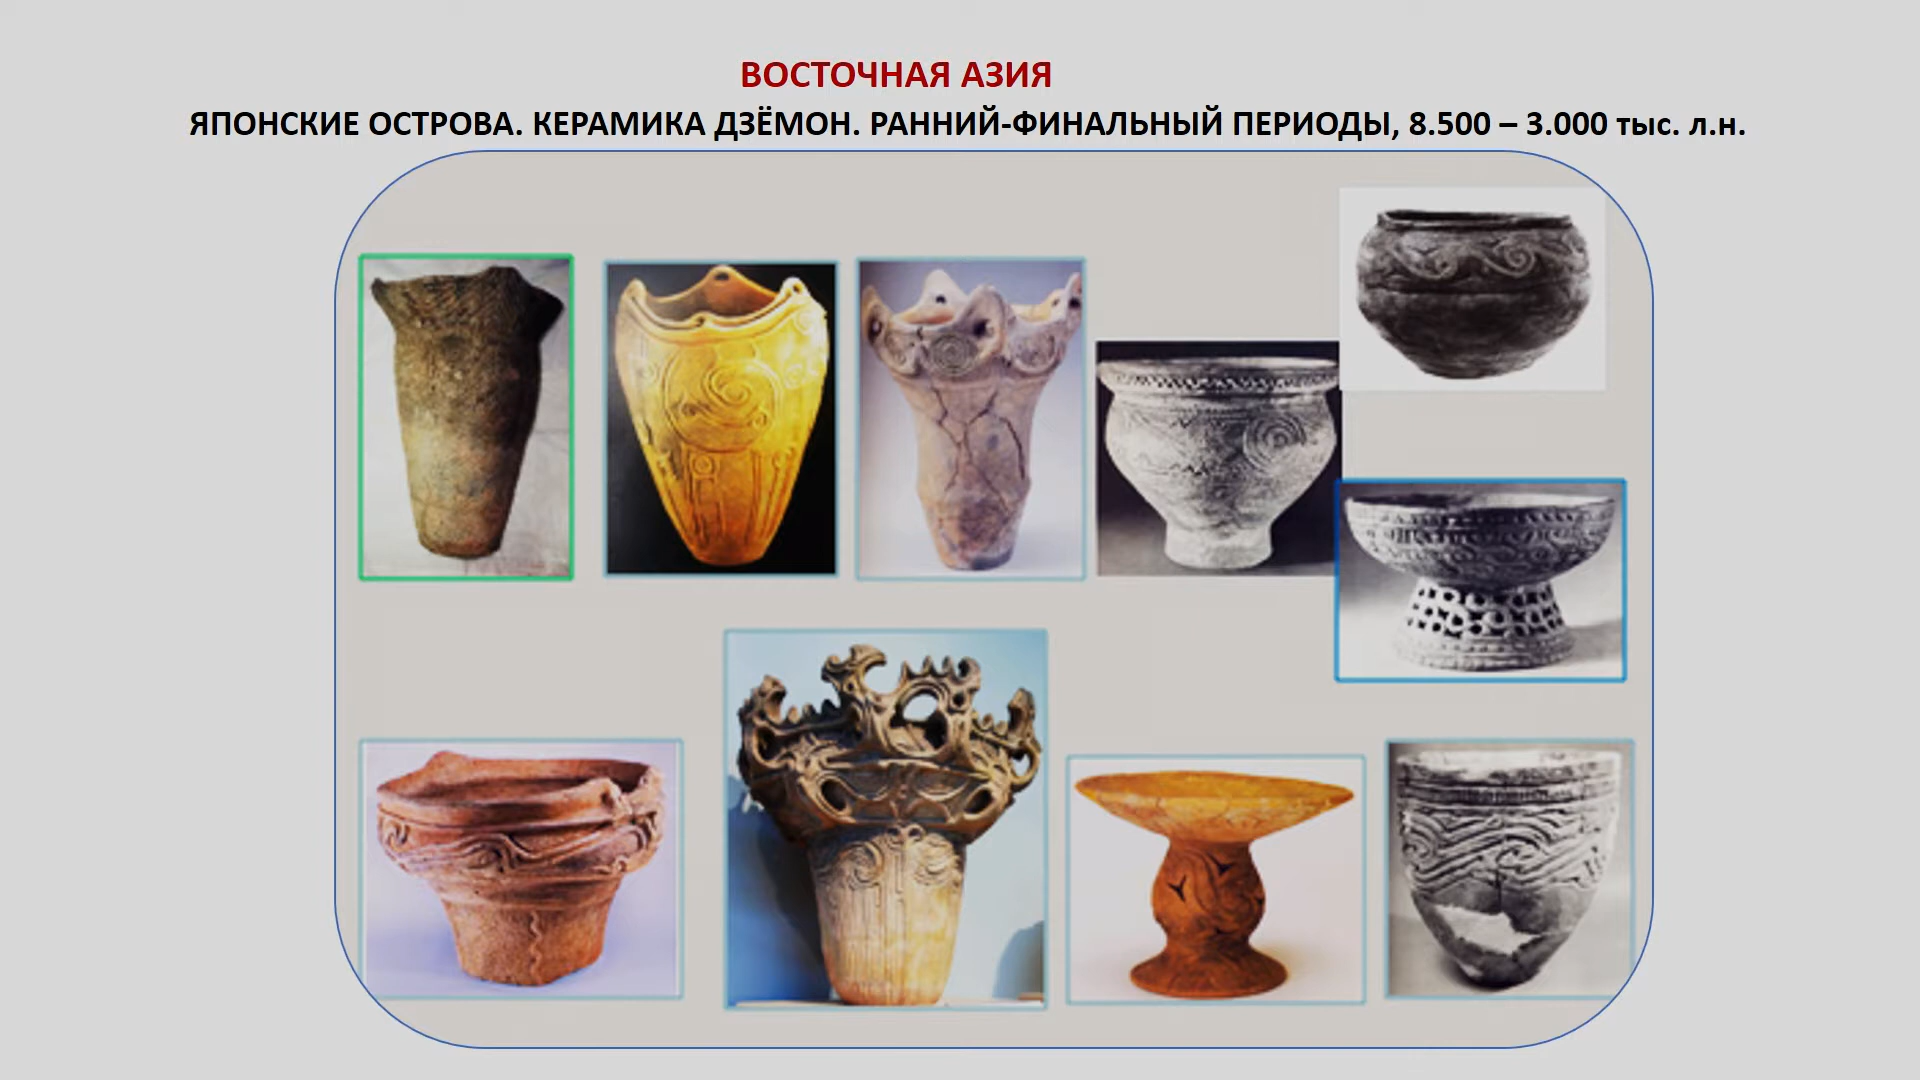 ВОСТОЧНАЯ АЗИЯ
ЯПОНСКИЕ ОСТРОВА. КЕРАМИКА ДЗЁМОН. РАННИЙ-ФИНАЛЬНЫЙ ПЕРИОДЫ, 8.500 – 3.000 тыс. л.н.